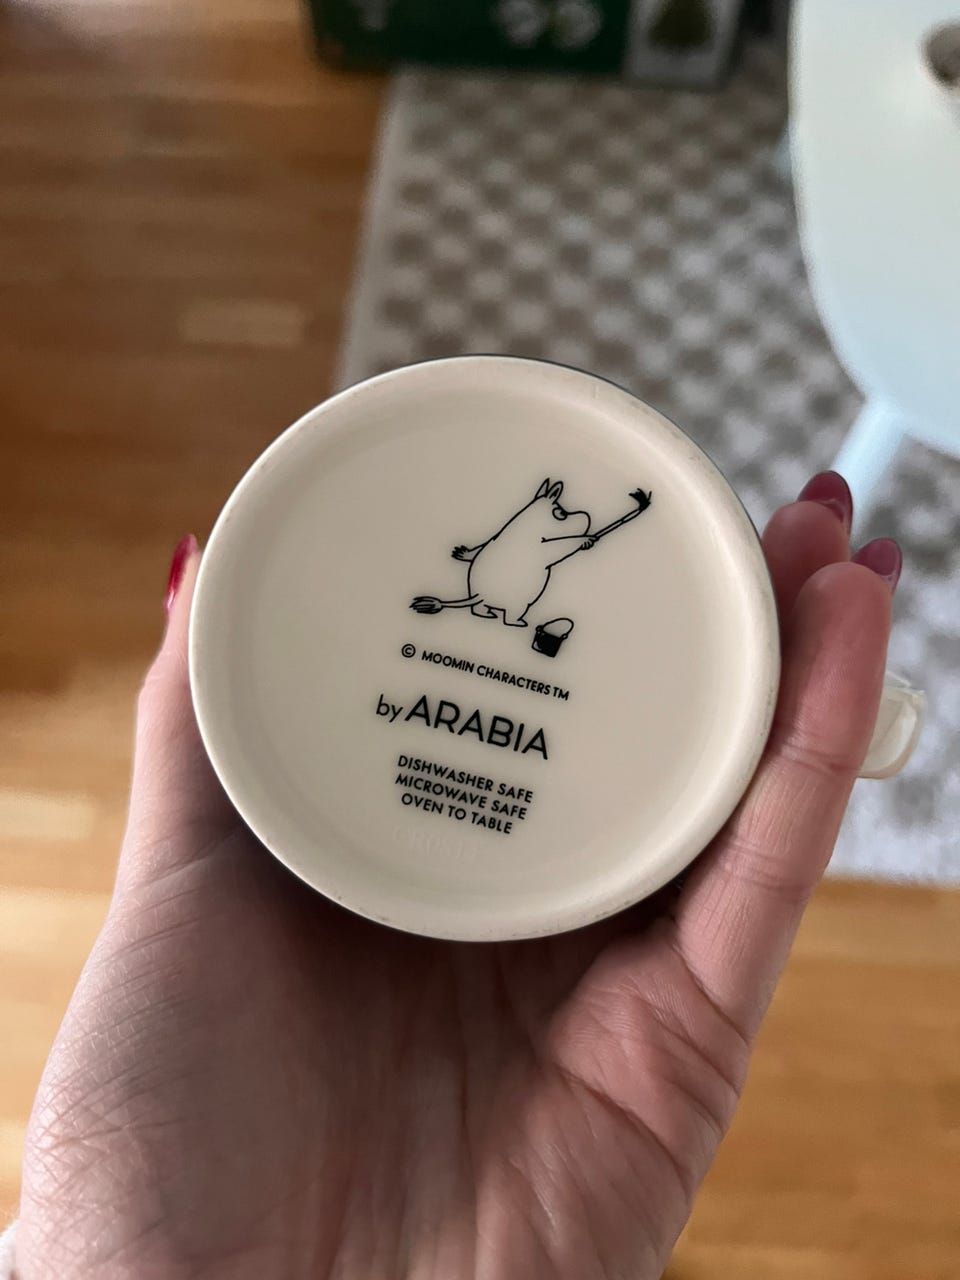 © MOOMIN CHARACTERS TM
by ARABIA
DISHWASHER SAFE
MICROWAVE SAFE
OVEN TO TABLE